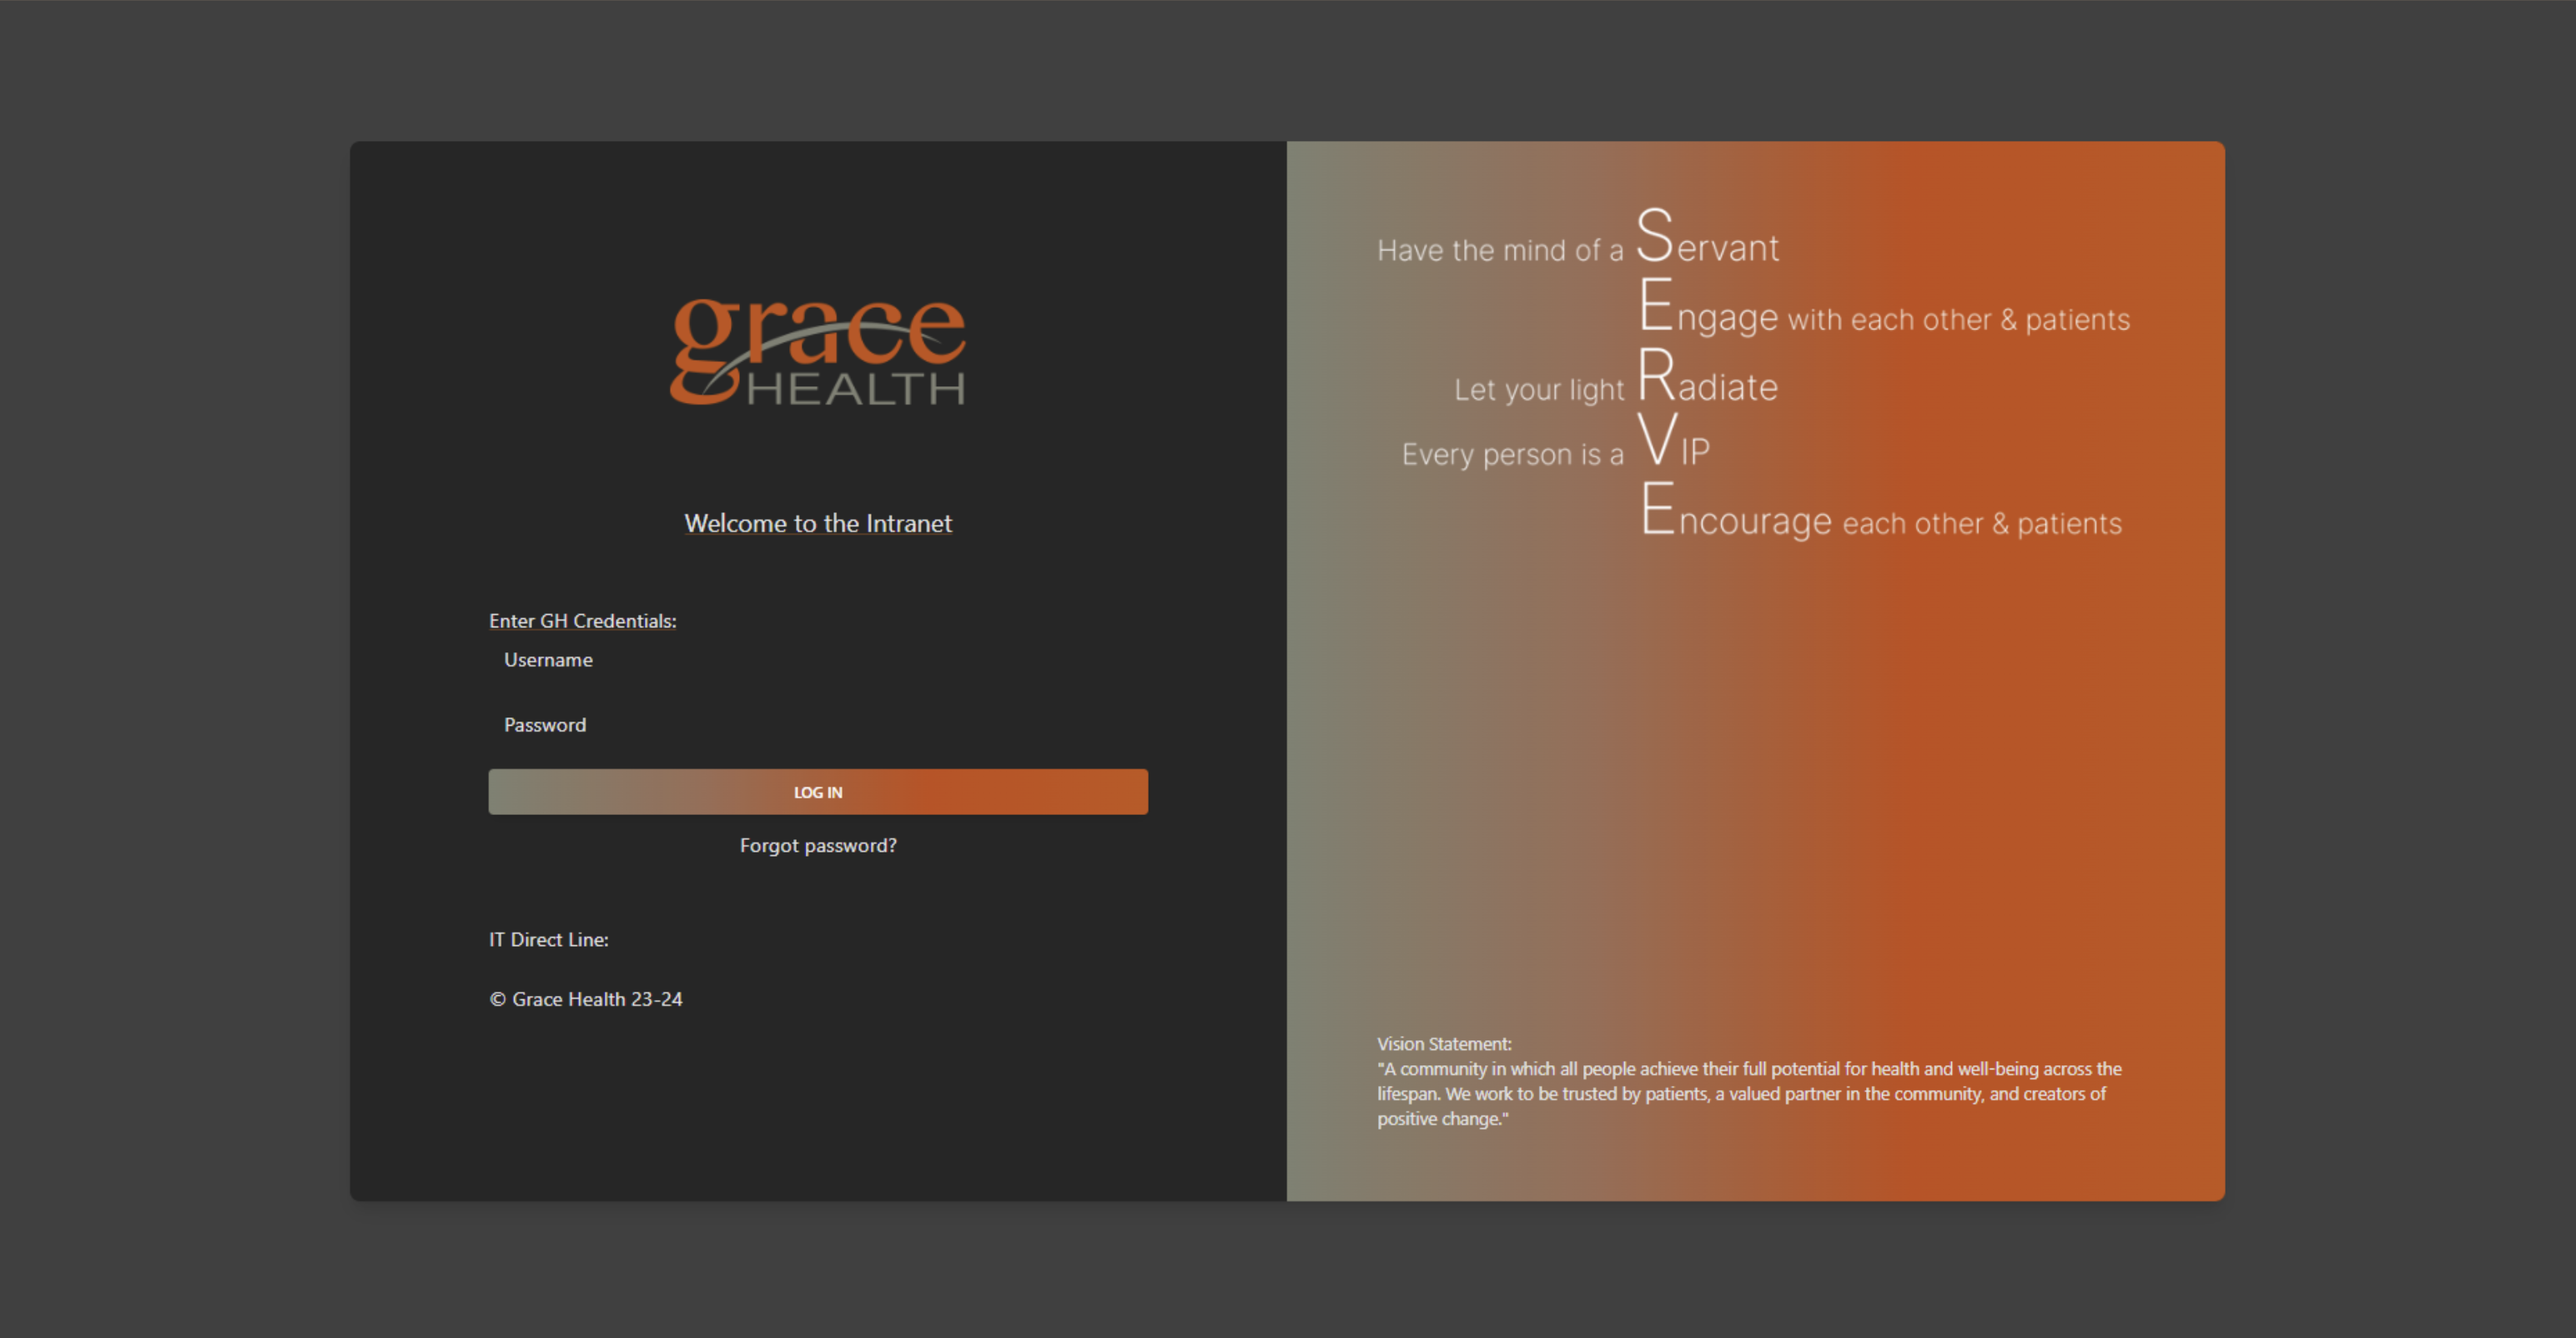 grace
HEALTH
Welcome to the Intranet
Enter GH Credentials:
Username
Password
LOG IN
Forgot password?
IT Direct Line:
© Grace Health 23-24
Have the mind of a Servant
Engage with each other & patients
Let your light Radiate
Every person is a VIP
Encourage each other & patients
Vision Statement:
"A community in which all people achieve their full potential for health and well-being across the
lifespan. We work to be trusted by patients, a valued partner in the community, and creators of
positive change."